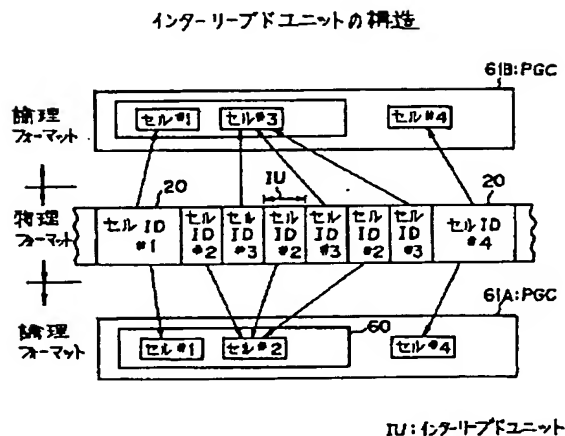 インターリーブドユニットの構造
61B:PGC
論理
フォーマット
セル#1
セル#3
セル#4
20
IU
20
物理
フォーマット
セル ID #1
セル ID #2
セル ID #3
セル ID #2
セル ID #3
セル ID #2
セル ID #3
セル ID #4
61A:PGC
論理
フォーマット
60
セル#1
セル#2
セル#4
IU:インターリーブドユニット